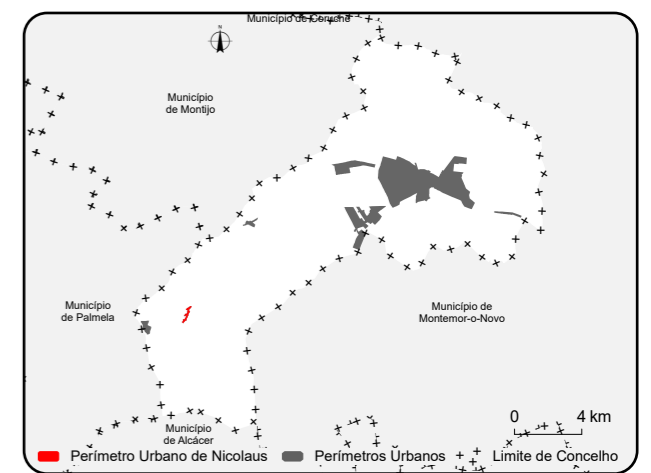 Município de Coruche
N
Município
de Montijo
Município
de Palmela
Município de
Montemor-o-Novo
Município
de Alcácer
0 4 km
Perímetro Urbano de Nicolaus Perímetros Urbanos Limite de Concelho